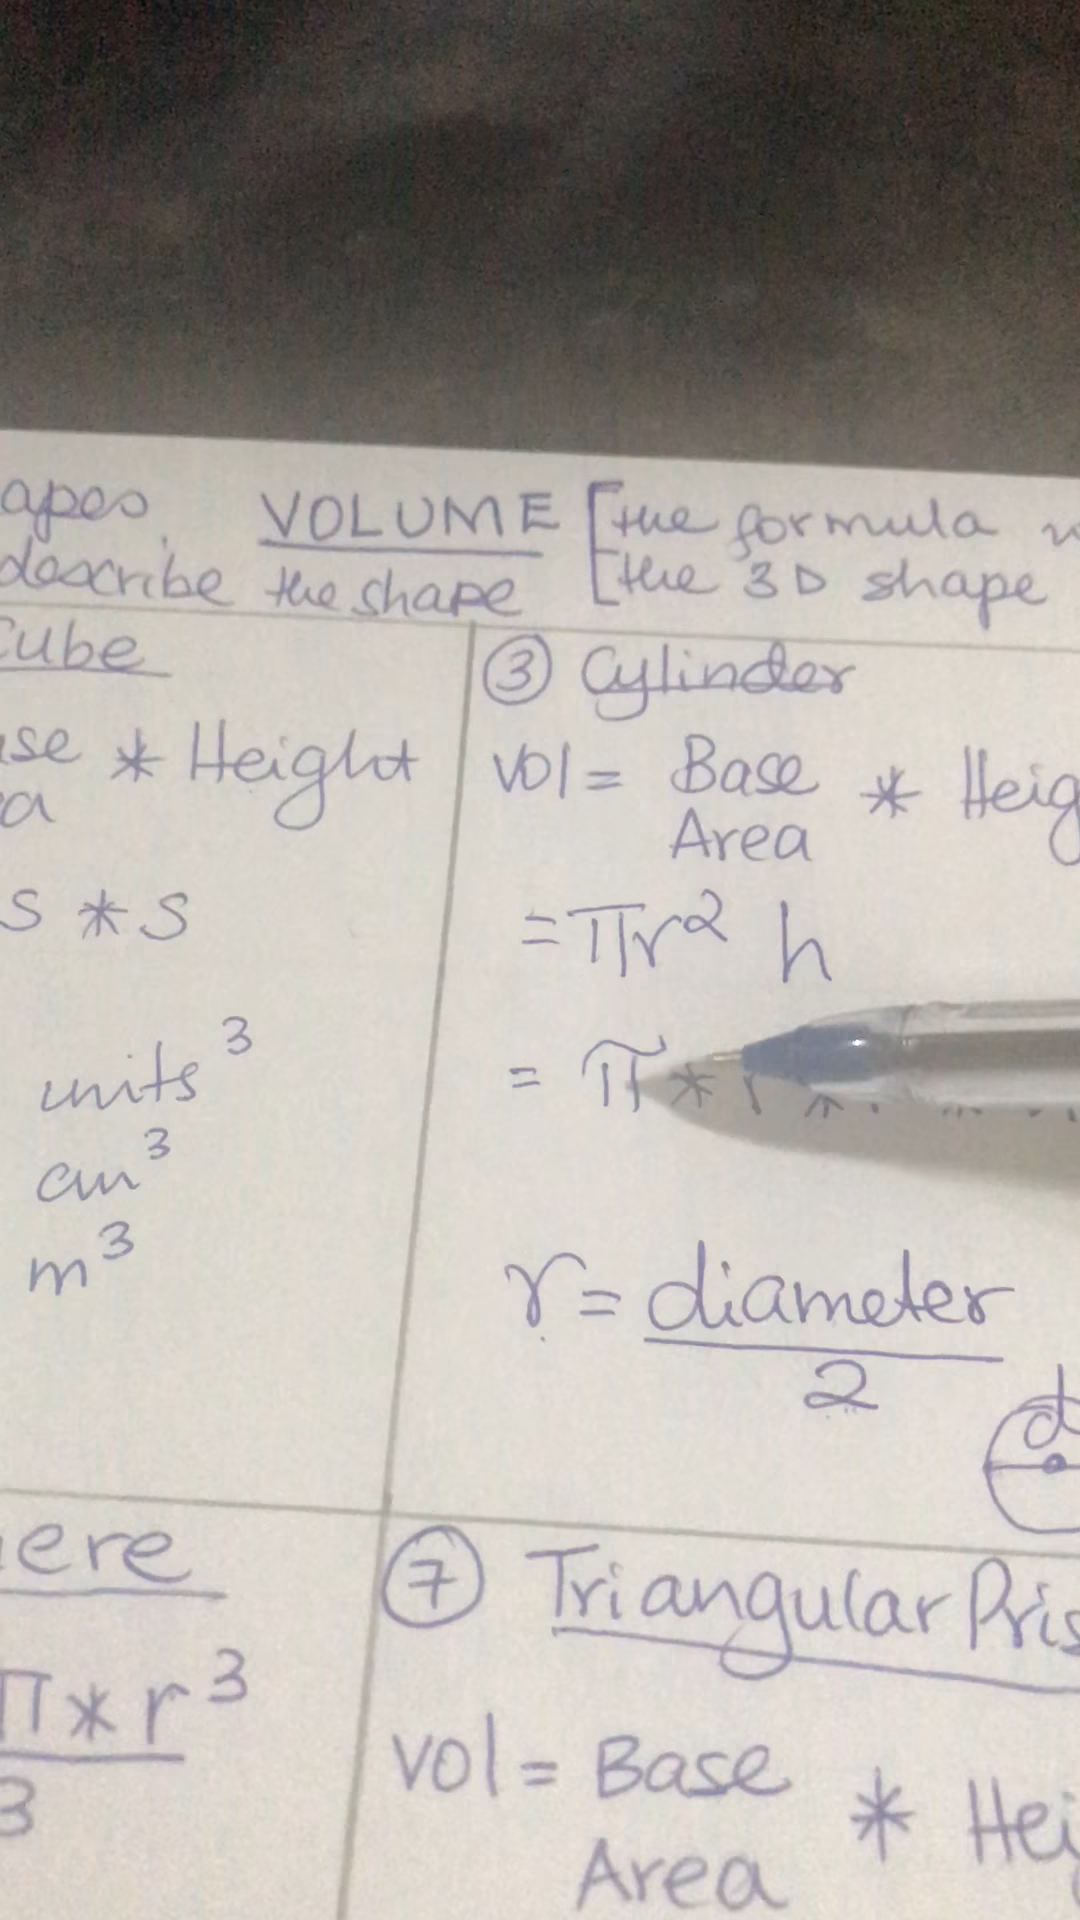 apes. VOLUME [the formula
describe the shape [the 3D shape
Cube
* Height
s * s
units³
cm³
m³
③ Cylinder
Vol = Base * Heig
Area
= πr² h
= π * r
r = diameter
2
d
ere
π * r³
3
⑦ Triangular Pris
Vol = Base * Hei
Area